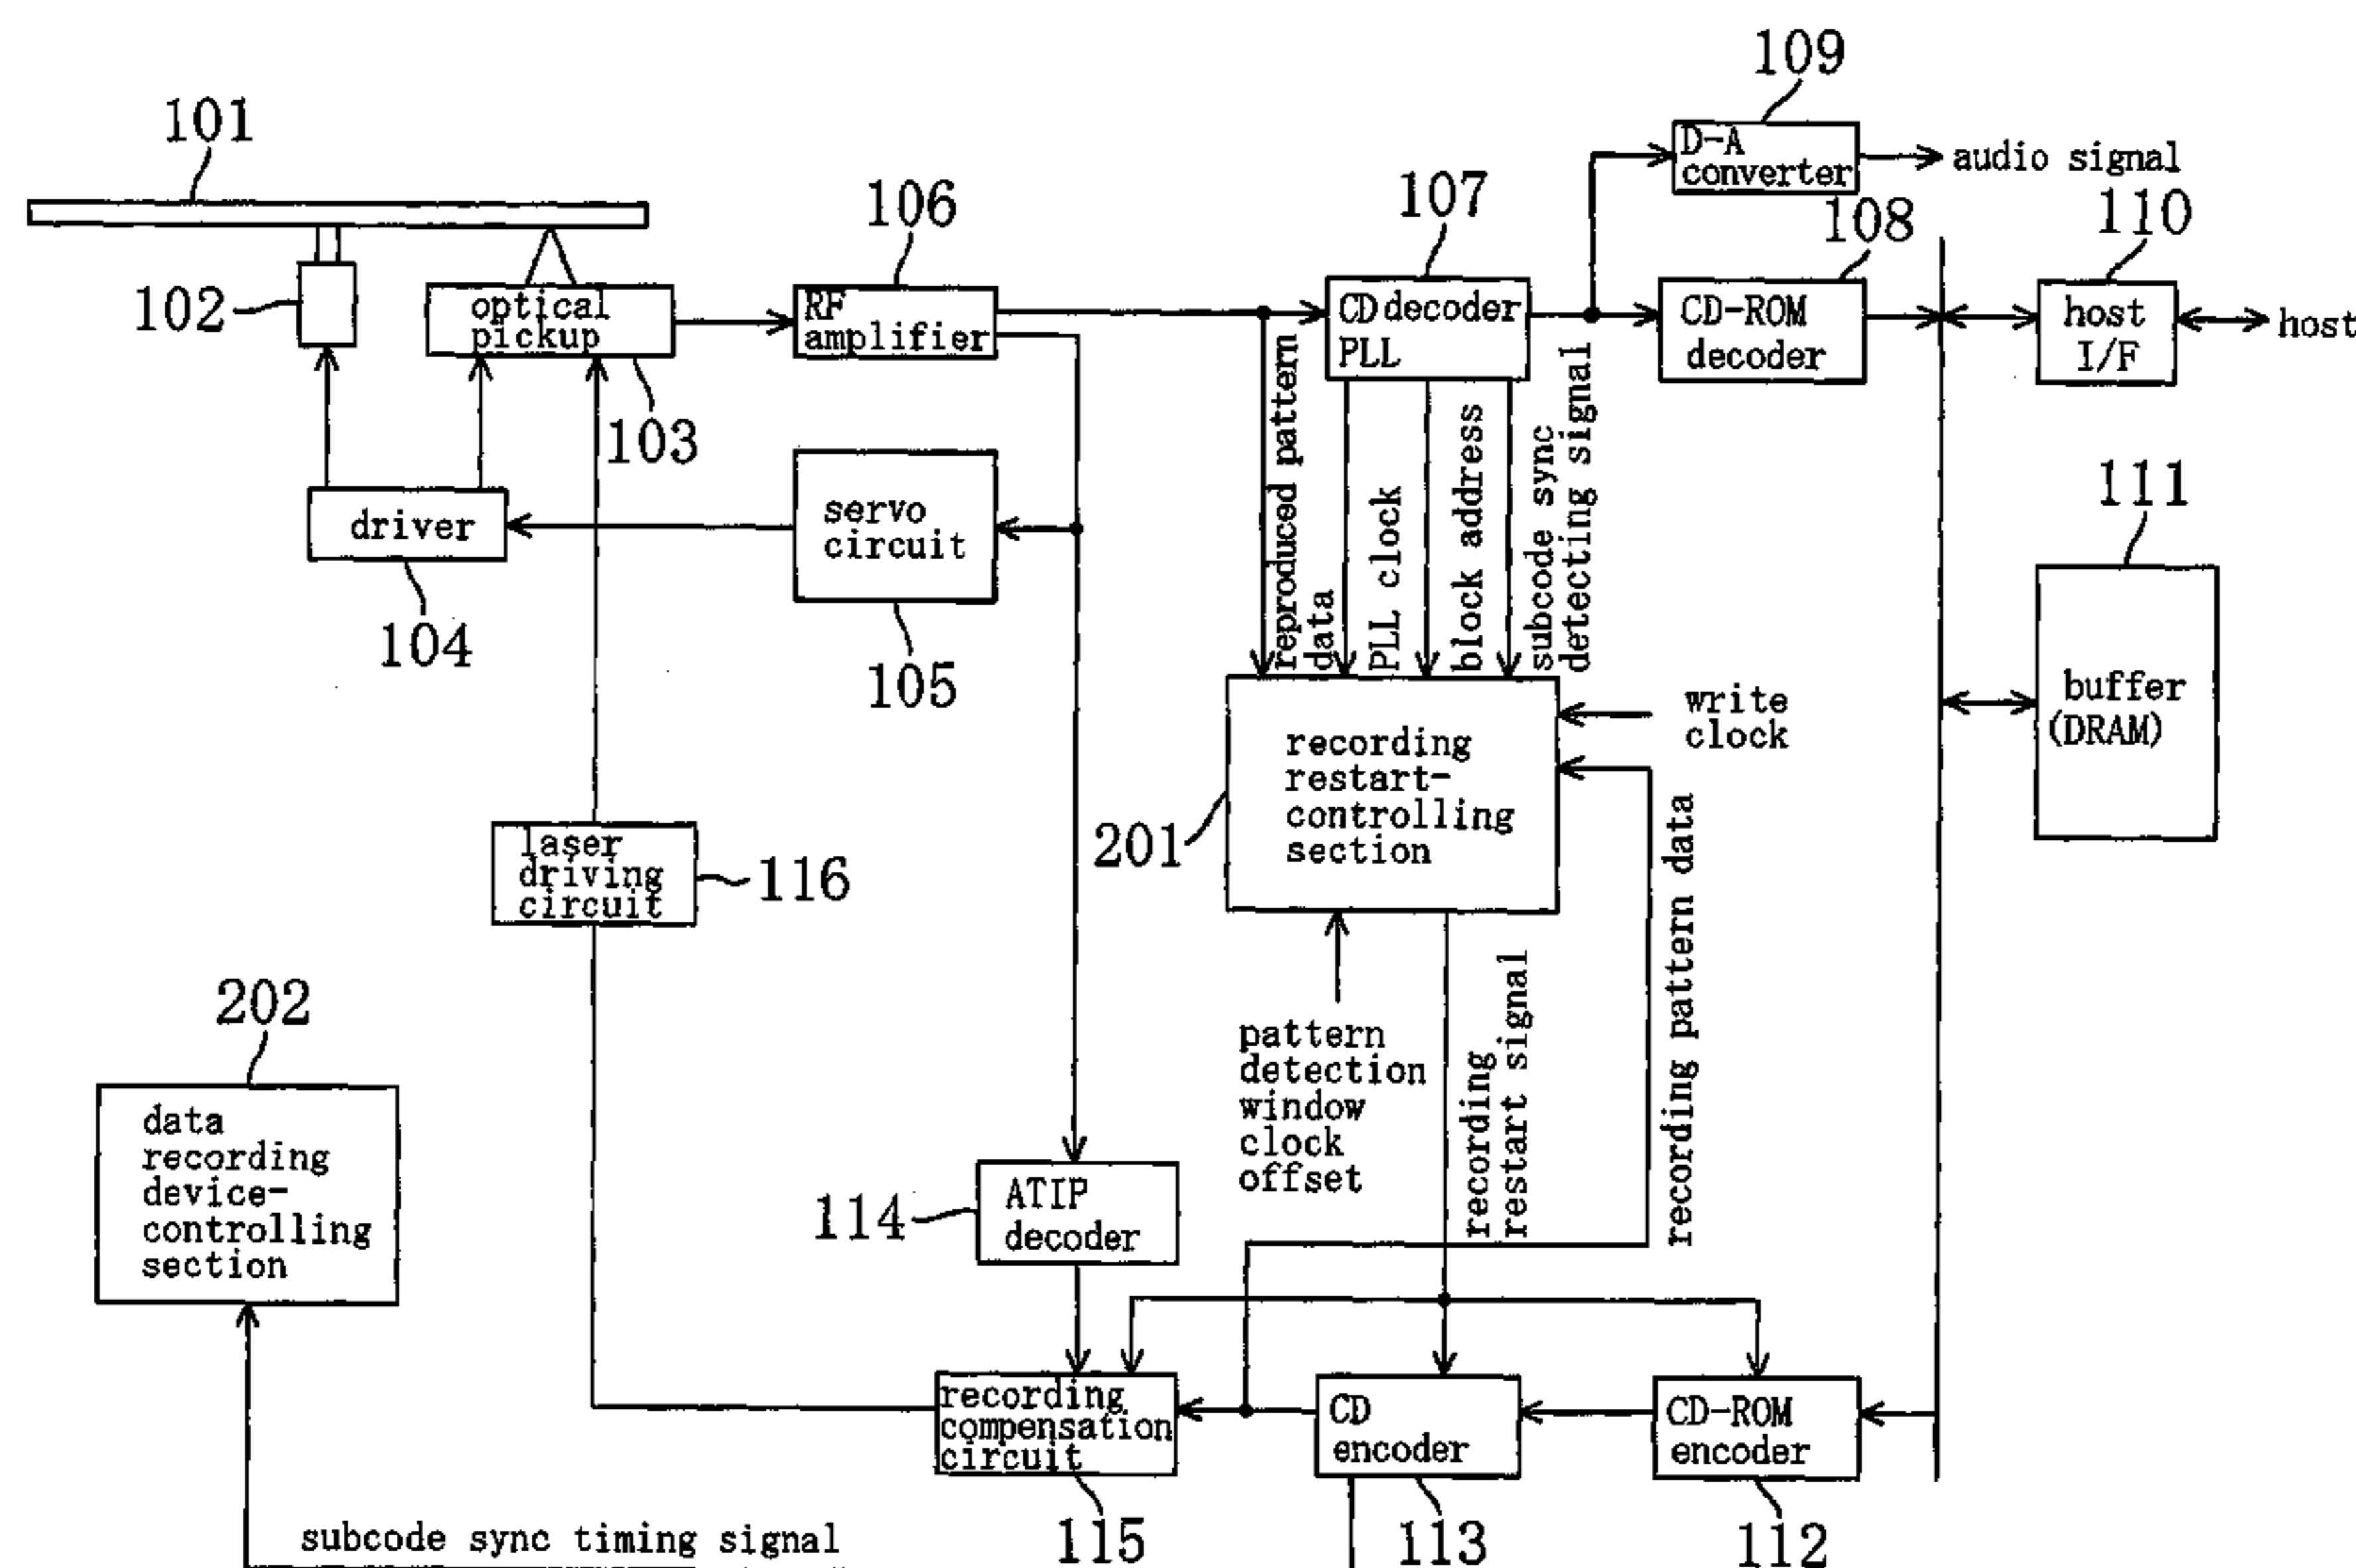 109
101
D-A
converter
audio signal
106
107
108
110
102
optical
pickup
RF
amplifier
CD decoder
PLL
CD-ROM
decoder
host
I/F
host
103
reproduced pattern
data
PLL clock
block address
subcode sync
detecting signal
driver
servo
circuit
111
104
105
buffer
(DRAM)
write
clock
recording
restart-
controlling
section
201
laser
driving
circuit
116
recording pattern data
202
pattern
detection
window
clock
offset
recording
restart signal
data
recording
device-
controlling
section
114
ATIP
decoder
recording
compensation
circuit
CD
encoder
CD-ROM
encoder
115
113
112
subcode sync timing signal